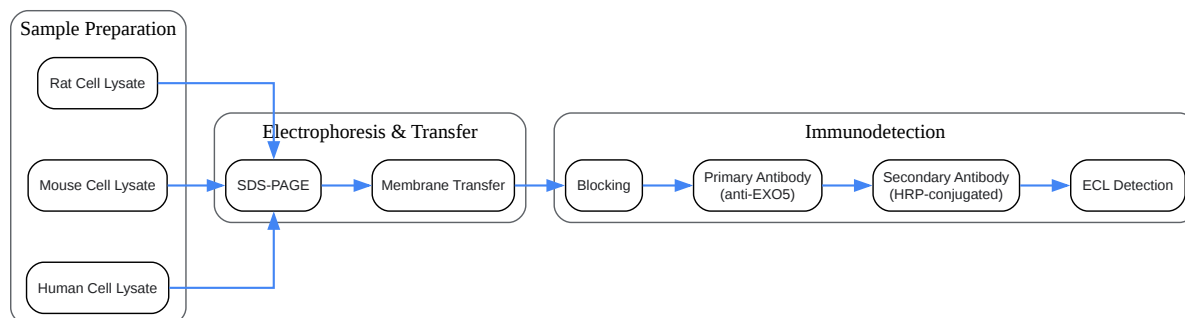 Sample Preparation
Rat Cell Lysate
Mouse Cell Lysate
Human Cell Lysate
Electrophoresis & Transfer
SDS-PAGE
Membrane Transfer
Immunodetection
Blocking
Primary Antibody
(anti-EXO5)
Secondary Antibody
(HRP-conjugated)
ECL Detection